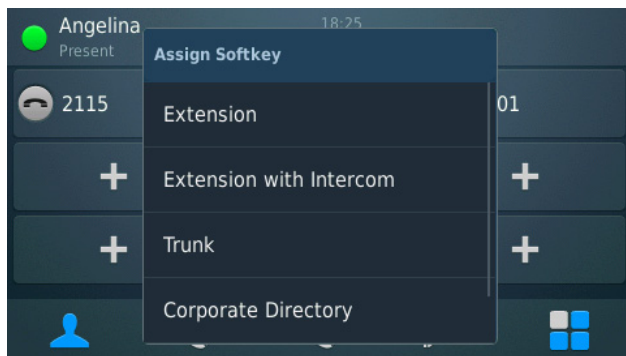 Angelina
18:25
Present
Assign Softkey
2115
Extension
01
Extension with Intercom
Trunk
Corporate Directory